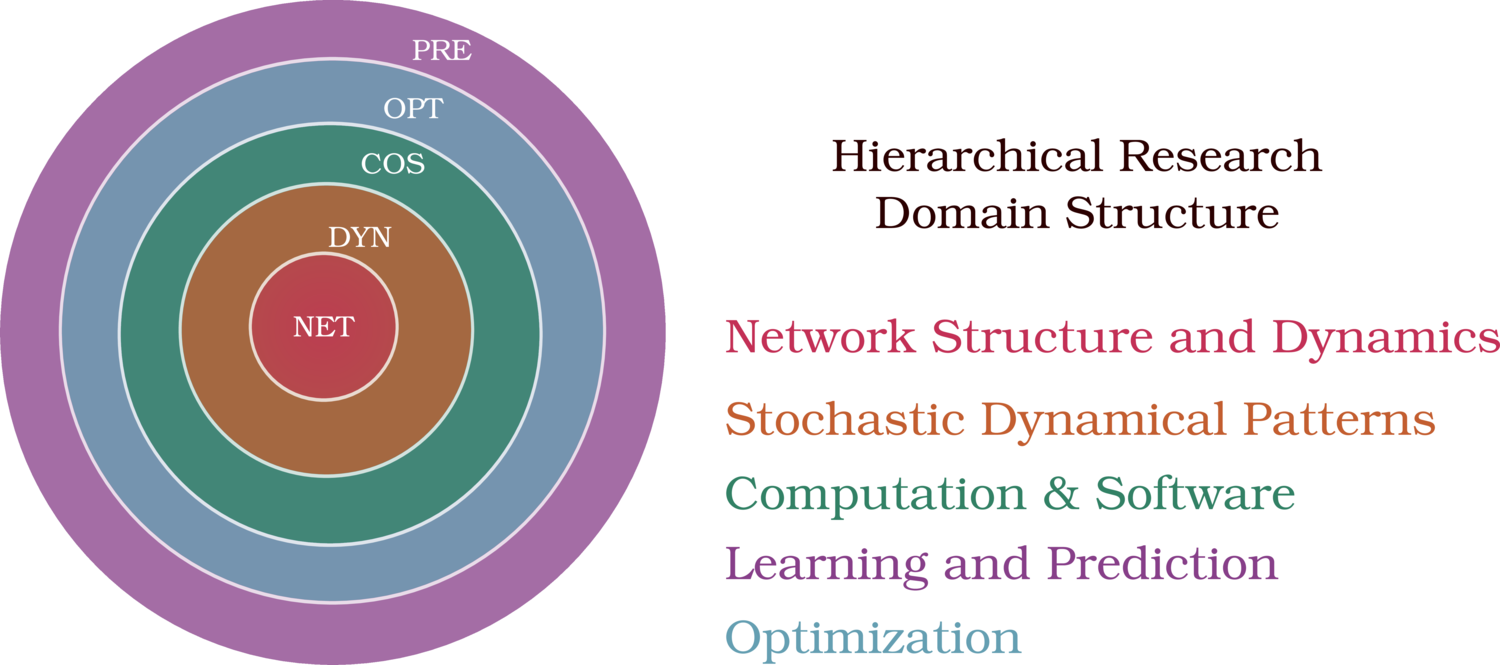 PRE
OPT
COS
DYN
NET
Hierarchical Research
Domain Structure
Network Structure and Dynamics
Stochastic Dynamical Patterns
Computation & Software
Learning and Prediction
Optimization